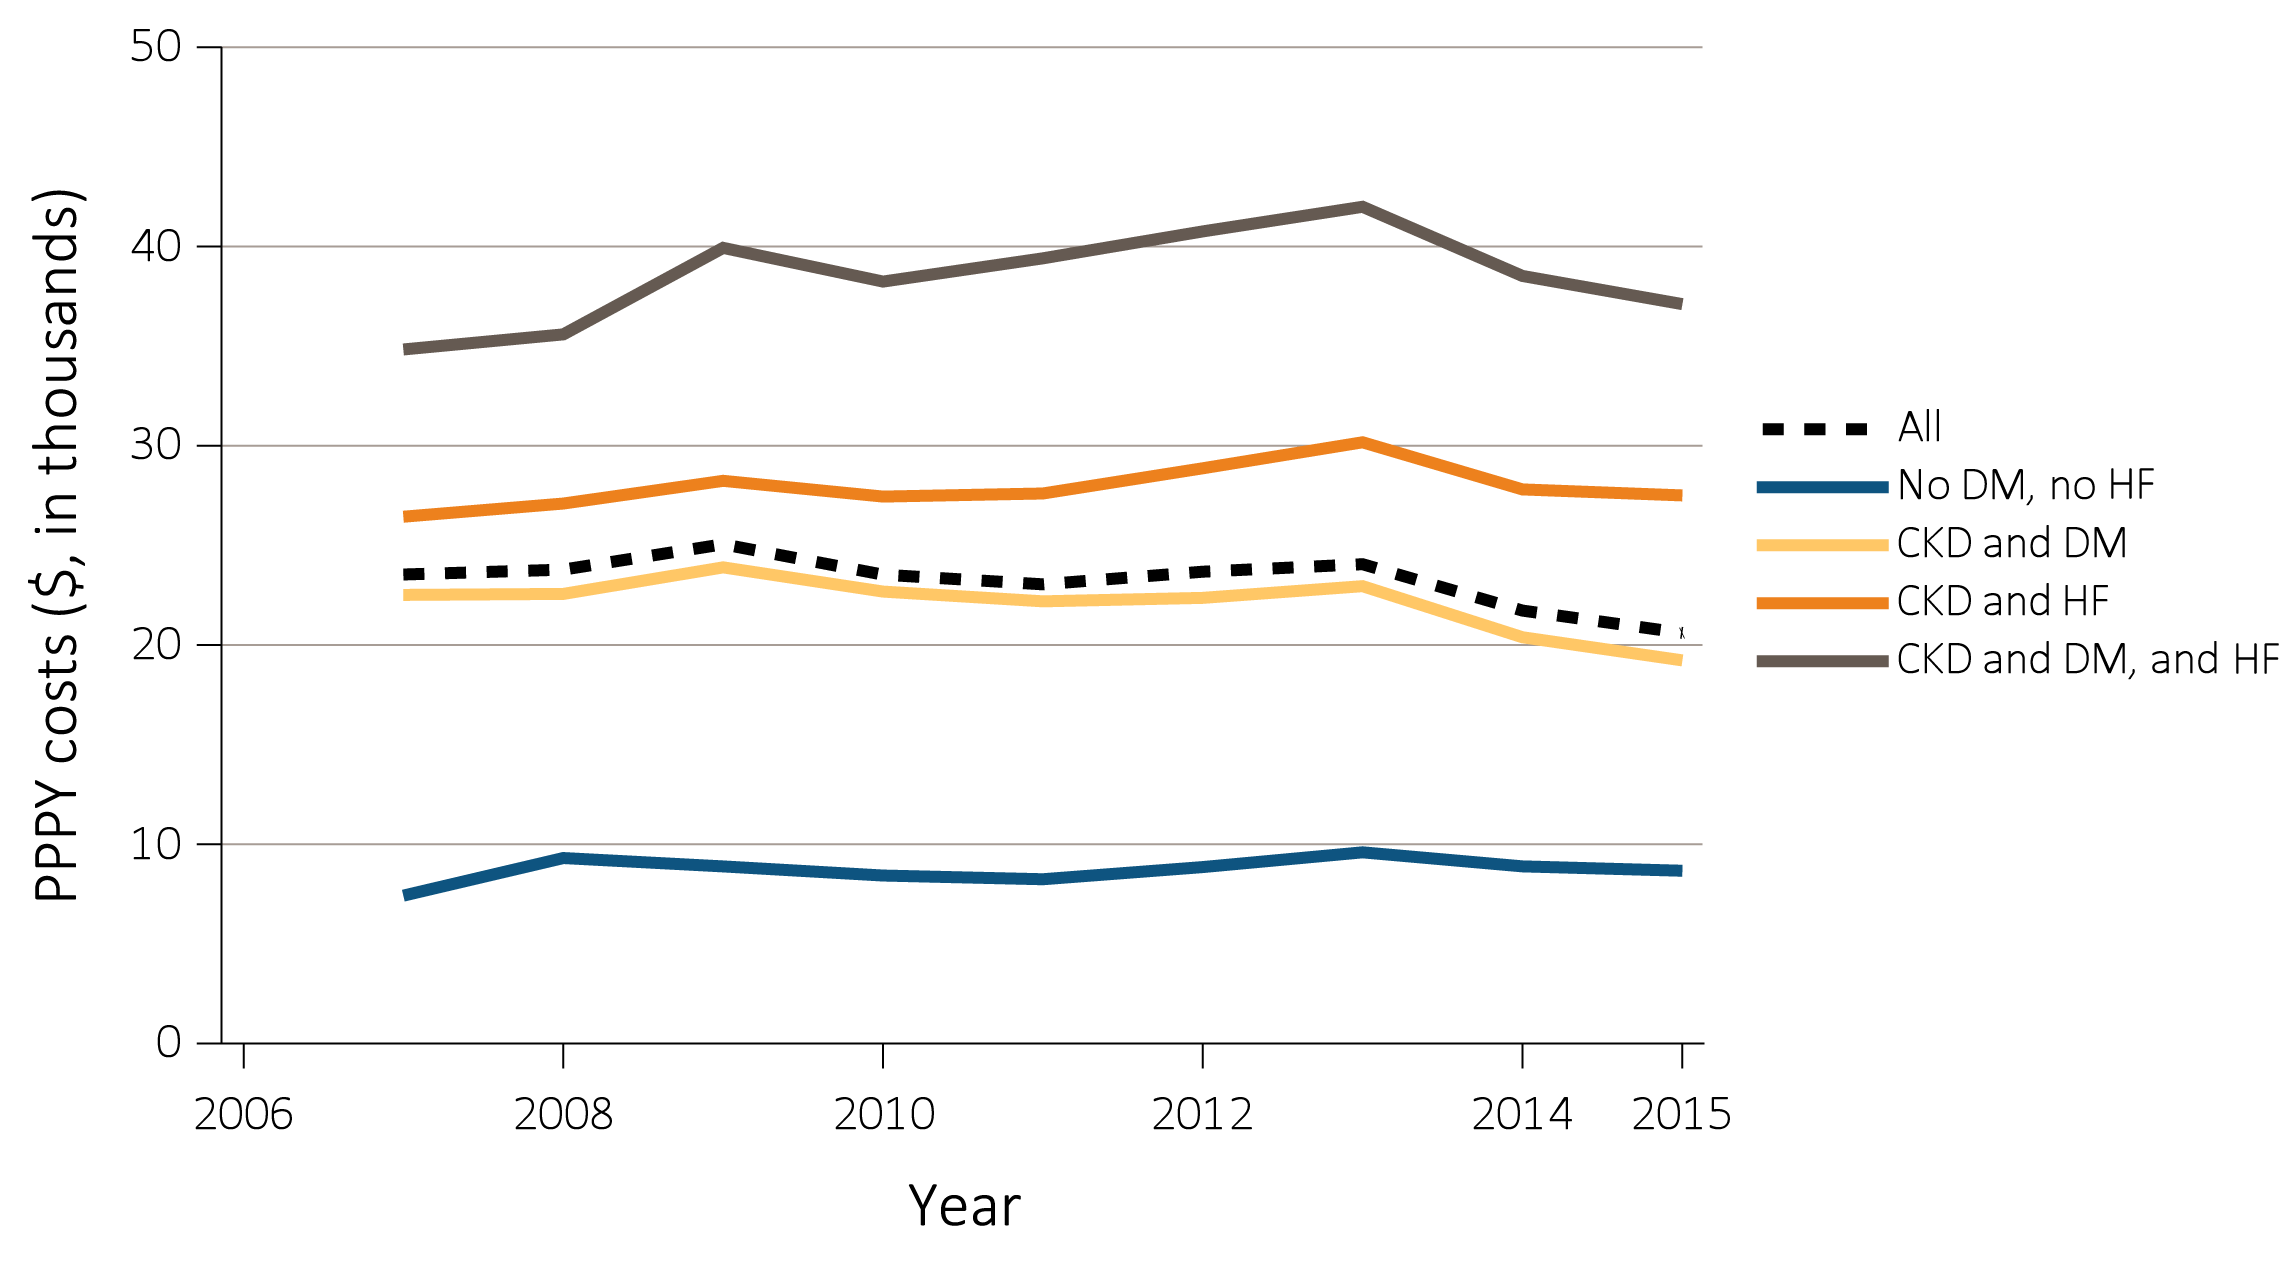 PPPY costs ($, in thousands)
50
40
30
20
10
0
2006 2008 2010 2012 2014 2015
Year
All
No DM, no HF
CKD and DM
CKD and HF
CKD and DM, and HF